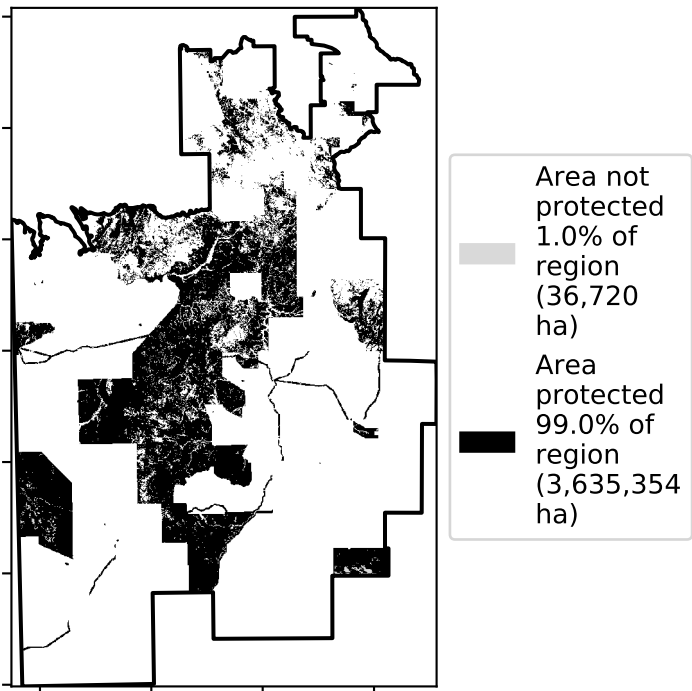 Area not
protected
1.0% of
region
(36,720
ha)
Area
protected
99.0% of
region
(3,635,354
ha)